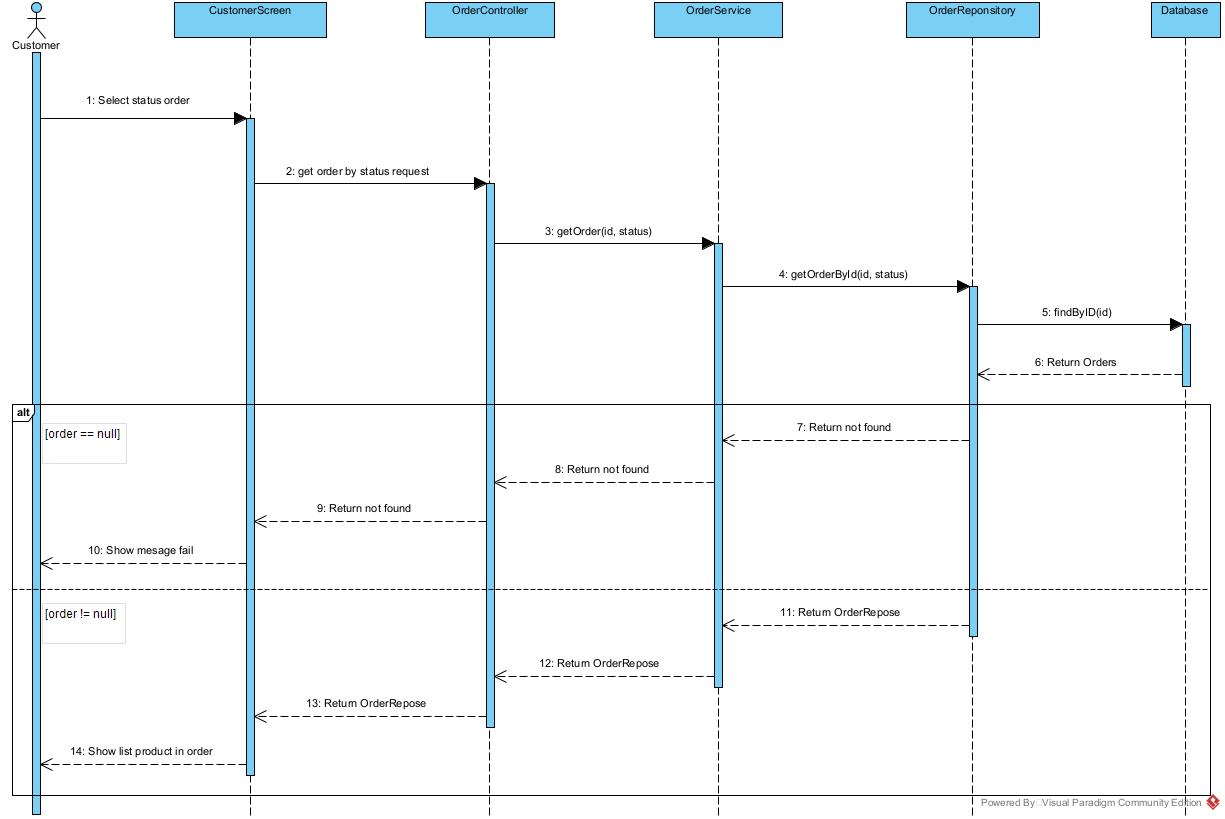 CustomerScreen
OrderController
OrderService
OrderReponsitory
Database
Customer
1: Select status order
2: get order by status request
3: getOrder(id, status)
4: getOrderById(id, status)
5: findByID(id)
6: Return Orders
alt
[order == null]
7: Return not found
8: Return not found
9: Return not found
10: Show mesage fail
[order != null]
11: Return OrderRepose
12: Return OrderRepose
13: Return OrderRepose
14: Show list product in order
Powered By Visual Paradigm Community Edition